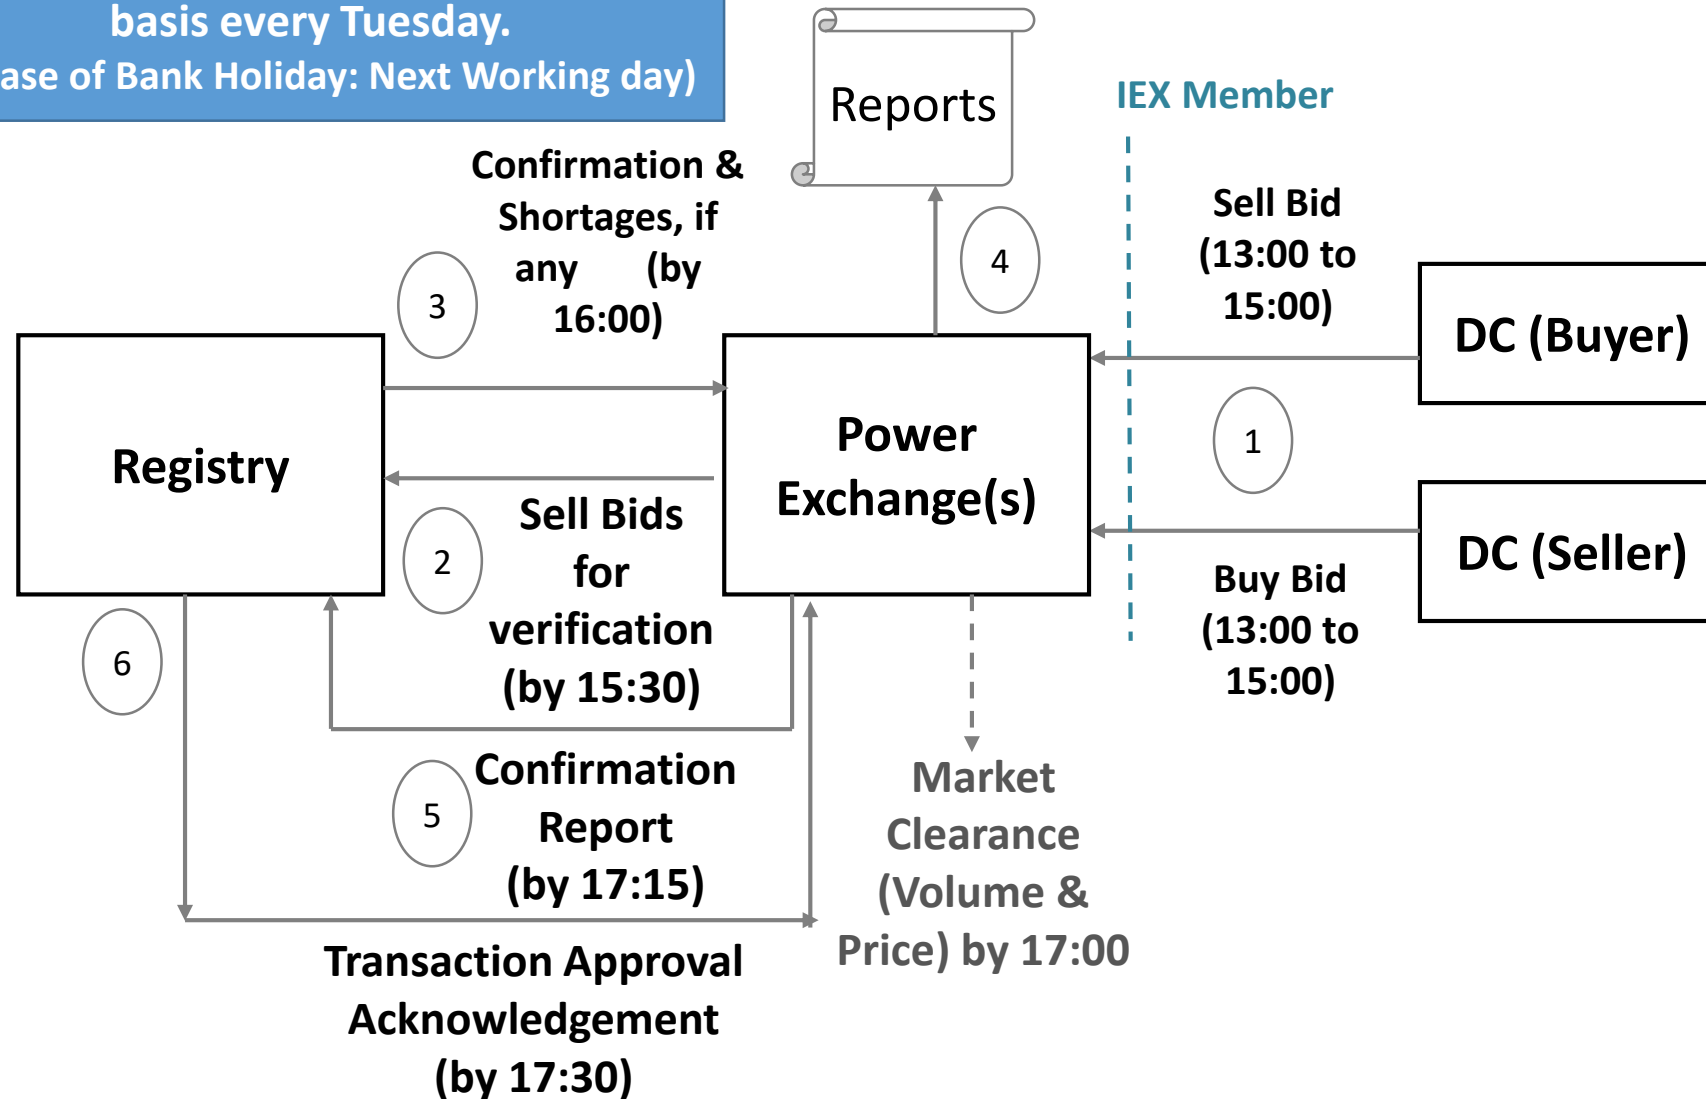 basis every Tuesday.
ase of Bank Holiday: Next Working day)
Reports
IEX Member
Confirmation &
Shortages, if
any (by
16:00)
3
4
Sell Bid
(13:00 to
15:00)
DC (Buyer)
Registry
Power
Exchange(s)
1
Sell Bids
for
verification
(by 15:30)
2
DC (Seller)
Buy Bid
(13:00 to
15:00)
6
Confirmation
Report
(by 17:15)
5
Market
Clearance
(Volume &
Price) by 17:00
Transaction Approval
Acknowledgement
(by 17:30)